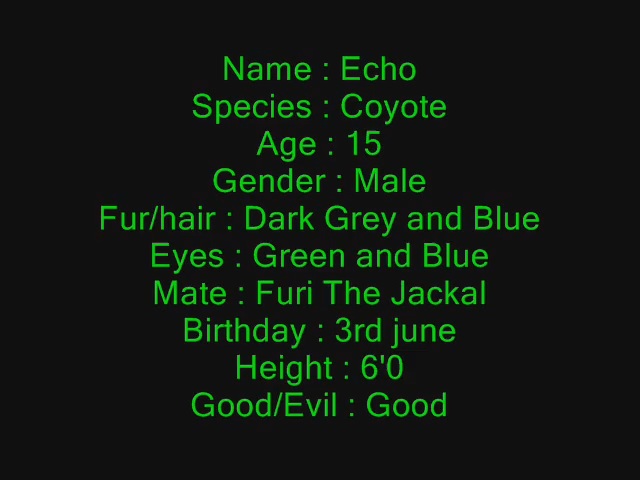 Name : Echo
Species : Coyote
Age : 15
Gender : Male
Fur/hair : Dark Grey and Blue
Eyes : Green and Blue
Mate : Furi The Jackal
Birthday : 3rd june
Height : 6'0
Good/Evil : Good